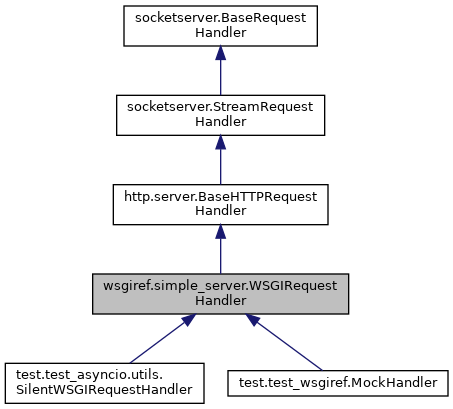 socketserver.BaseRequest
Handler
socketserver.StreamRequest
Handler
http.server.BaseHTTPRequest
Handler
wsgiref.simple_server.WSGIRequest
Handler
test.test_asyncio.utils.
SilentWSGIRequestHandler
test.test_wsgiref.MockHandler